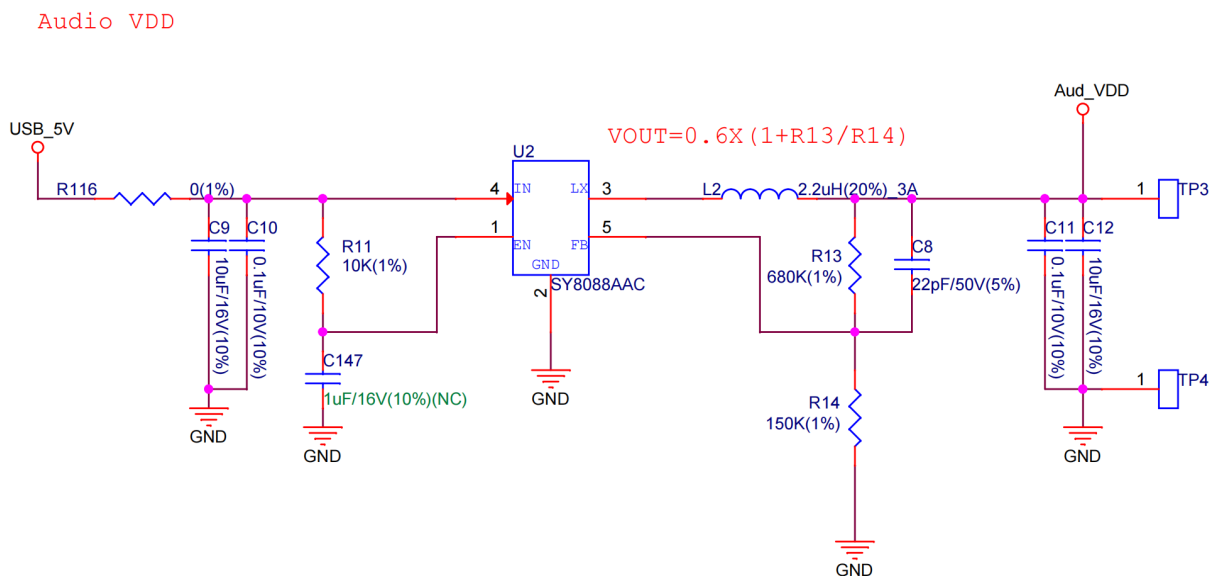 Audio VDD
Aud_VDD
USB_5V
VOUT=0.6X(1+R13/R14)
U2
R116
0(1%)
4
IN
LX
3
L2
2.2uH(20%)_3A
1
TP3
C9
C10
1
EN
FB
5
C11
C12
R11
10K(1%)
C8
22pF/50V(5%)
R13
680K(1%)
GND
SY8088AAC
2
10uF/16V(10%)
0.1uF/10V(10%)
0.1uF/10V(10%)
10uF/16V(10%)
C147
1uF/16V(10%)(NC)
1
TP4
GND
R14
150K(1%)
GND
GND
GND
GND